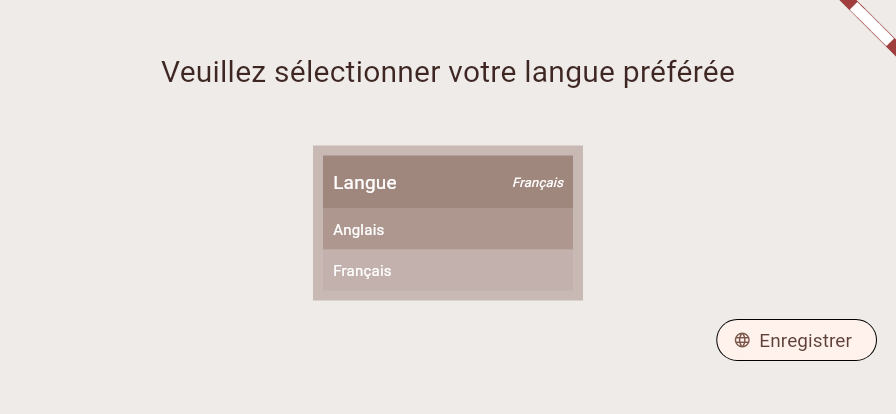 Veuillez sélectionner votre langue préférée
Langue
Français
Anglais
Français
Enregistrer